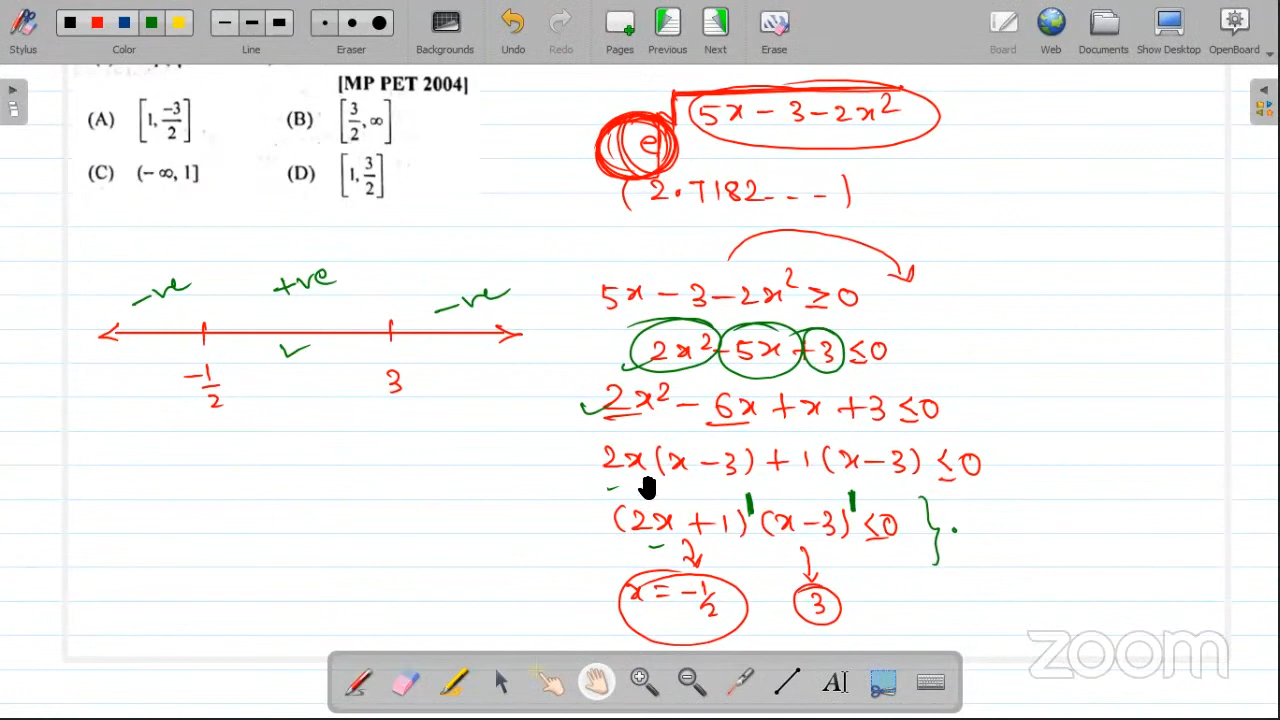 Stylus Color Line Eraser Backgrounds Undo Redo Pages Previous Next Erase Board Web Documents Show Desktop OpenBoard
[MP PET 2004]
(A) [1, -3/2] (B) [3/2, ∞]
(C) (- ∞, 1] (D) [1, 3/2]
e^√(5x - 3 - 2x²)
(2.7182 - - - )
-ve +ve -ve
-1/2 3
5x - 3 - 2x² ≥ 0
2x² - 5x + 3 ≤ 0
2x² - 6x + x + 3 ≤ 0
2x(x - 3) + 1(x - 3) ≤ 0
(2x + 1) (x - 3) ≤ 0 }
x = -1/2 3
zoom